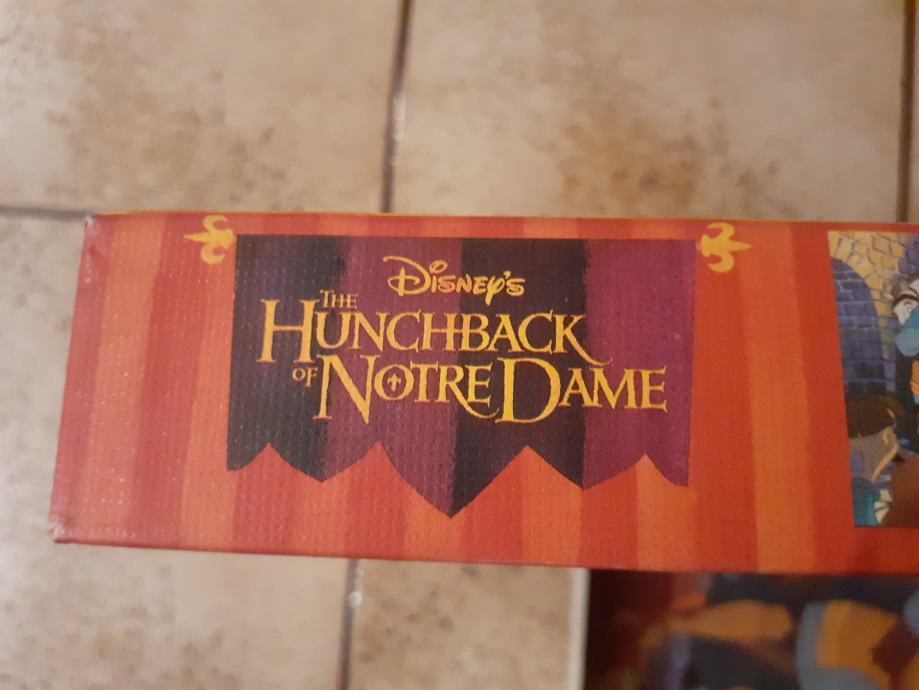 Disney's
THE
HUNCHBACK
OF NOTRE DAME